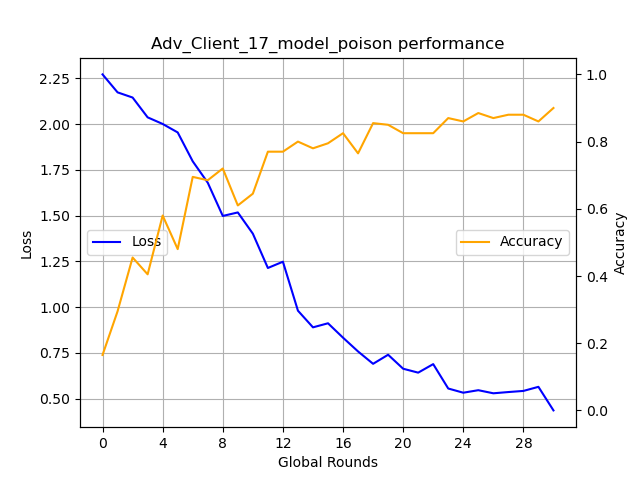 Adv_Client_17_model_poison performance
2.25
2.00
1.75
1.50
1.25
1.00
0.75
0.50
Loss
Loss
Accuracy
1.0
0.8
0.6
0.4
0.2
0.0
Accuracy
0 4 8 12 16 20 24 28
Global Rounds